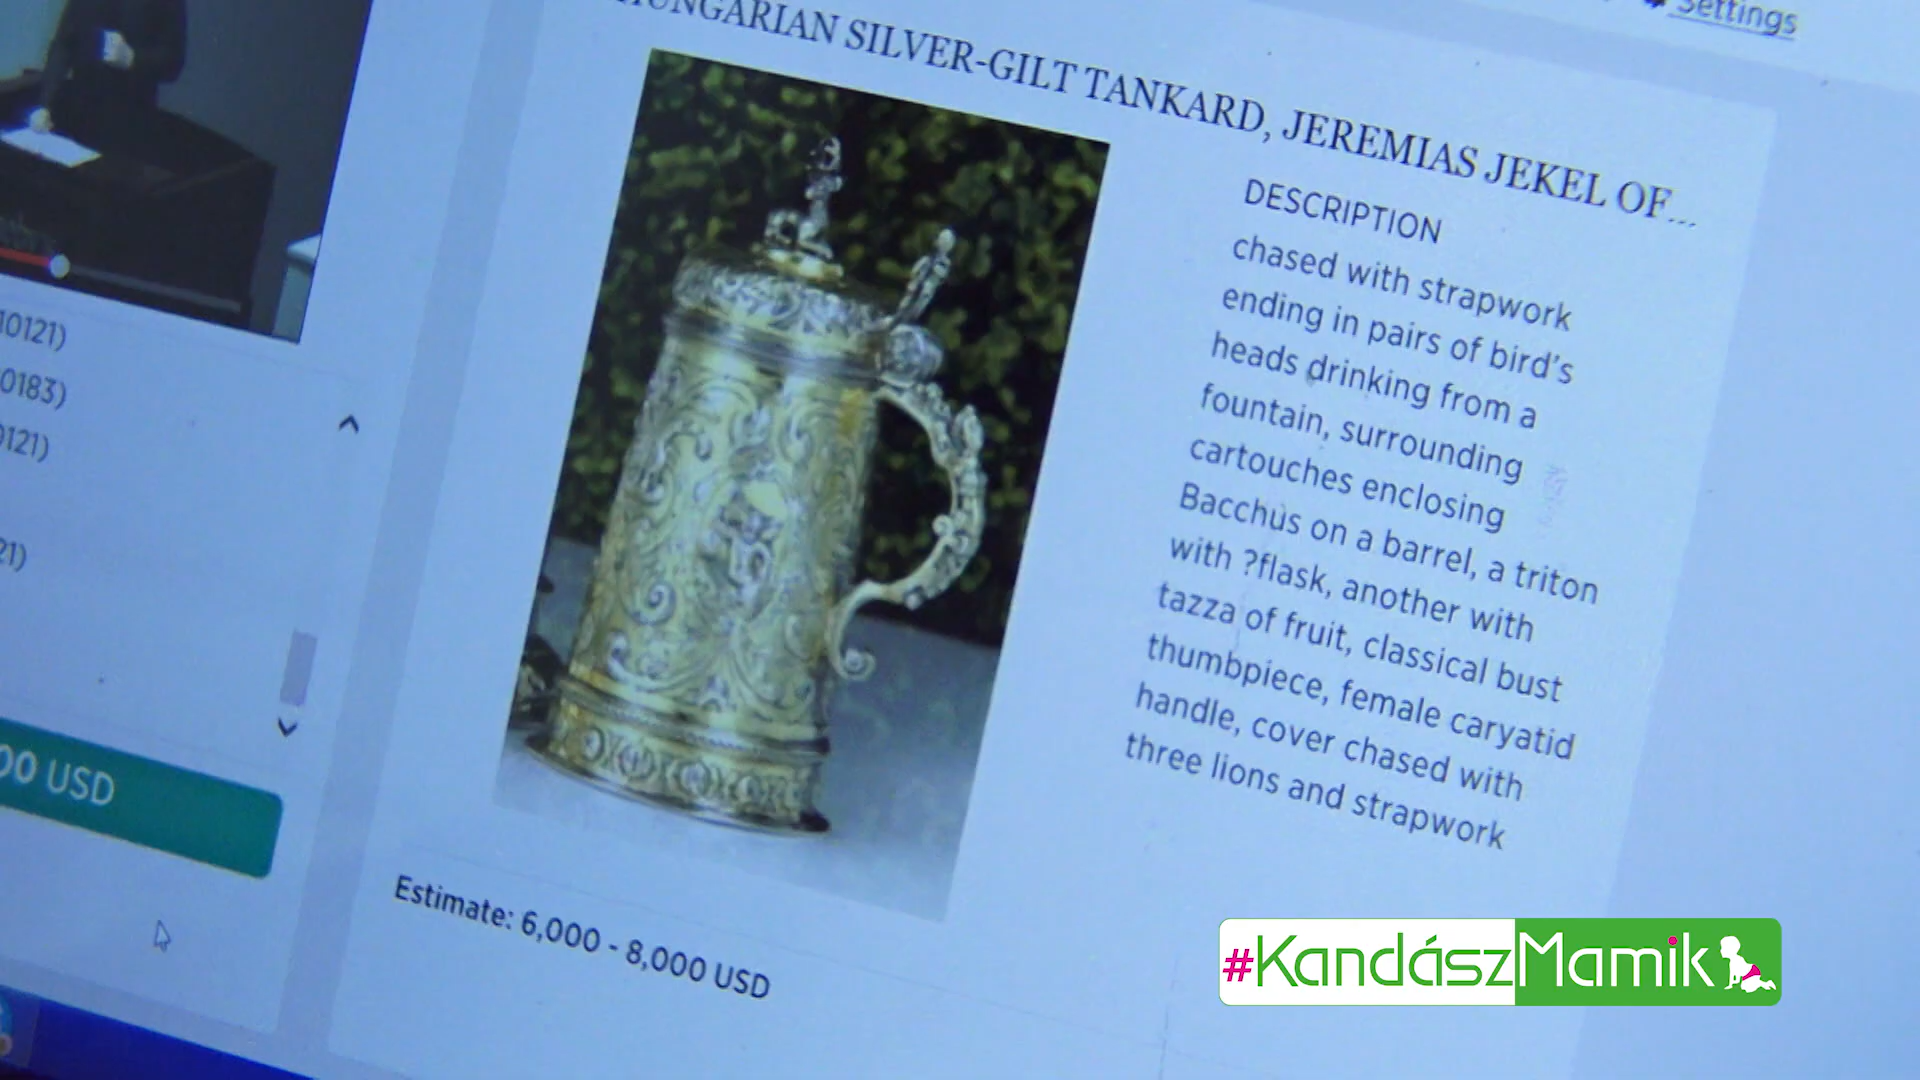 Settings
HUNGARIAN SILVER-GILT TANKARD, JEREMIAS JEKEL OF...
DESCRIPTION
chased with strapwork
ending in pairs of bird's
heads drinking from a
fountain, surrounding
cartouches enclosing
Bacchus on a barrel, a triton
with ?flask, another with
tazza of fruit, classical bust
thumbpiece, female caryatid
handle, cover chased with
three lions and strapwork
Estimate: 6,000 - 8,000 USD
10121)
0183)
0121)
21)
00 USD
#KandászMamik